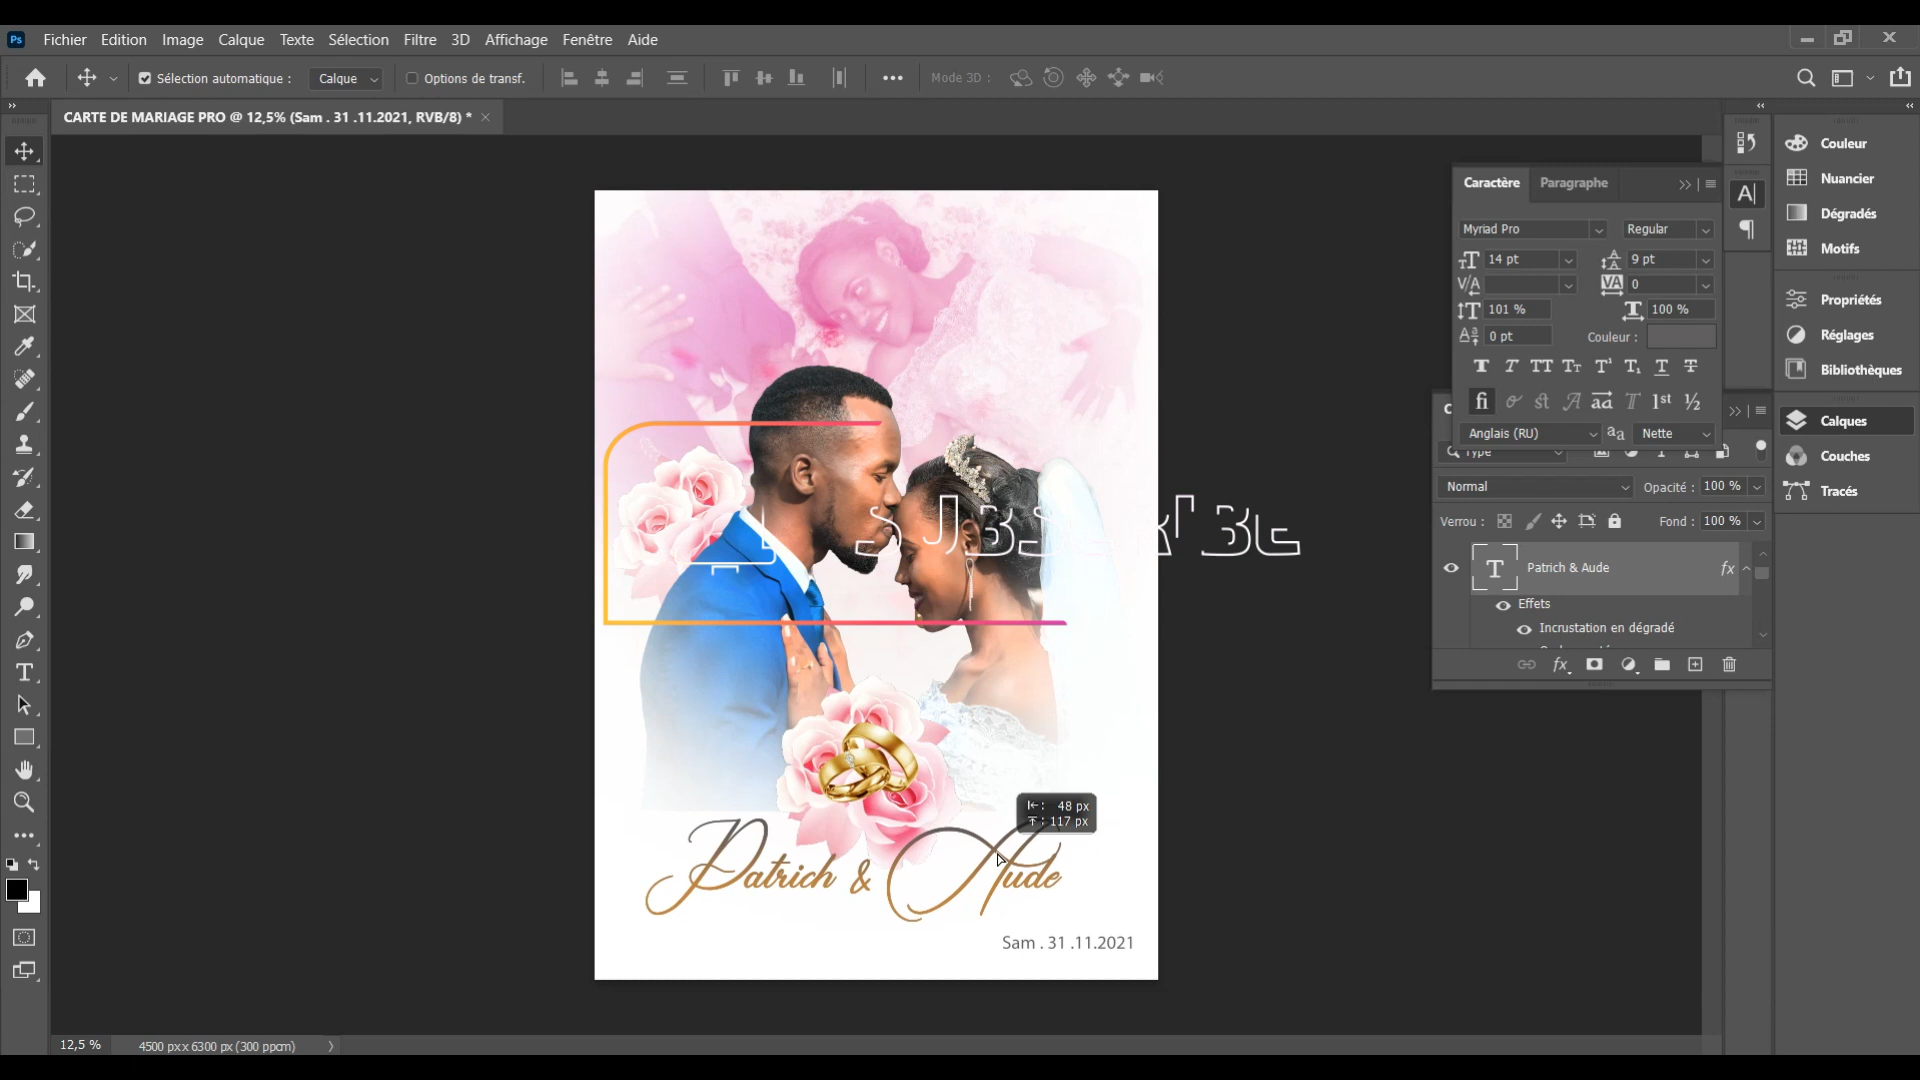 Ps Fichier Edition Image Calque Texte Sélection Filtre 3D Affichage Fenêtre Aide
Sélection automatique : Calque Options de transf. Mode 3D :
CARTE DE MARIAGE PRO @ 12,5% (Sam . 31 .11.2021, RVB/8) *
Couleur
Nuancier
Dégradés
Motifs
Propriétés
Réglages
Bibliothèques
Calques
Couches
Tracés
Caractère Paragraphe
Myriad Pro Regular
14 pt 9 pt
0
101 % 100 %
0 pt Couleur :
Anglais (RU) Nette
Type
Normal Opacité : 100 %
Verrou : Fond : 100 %
Patrich & Aude fx
Effets
Incrustation en dégradé
48 px
117 px
Patrich & Aude
Sam . 31 .11.2021
12,5 % 4500 px x 6300 px (300 ppcm)